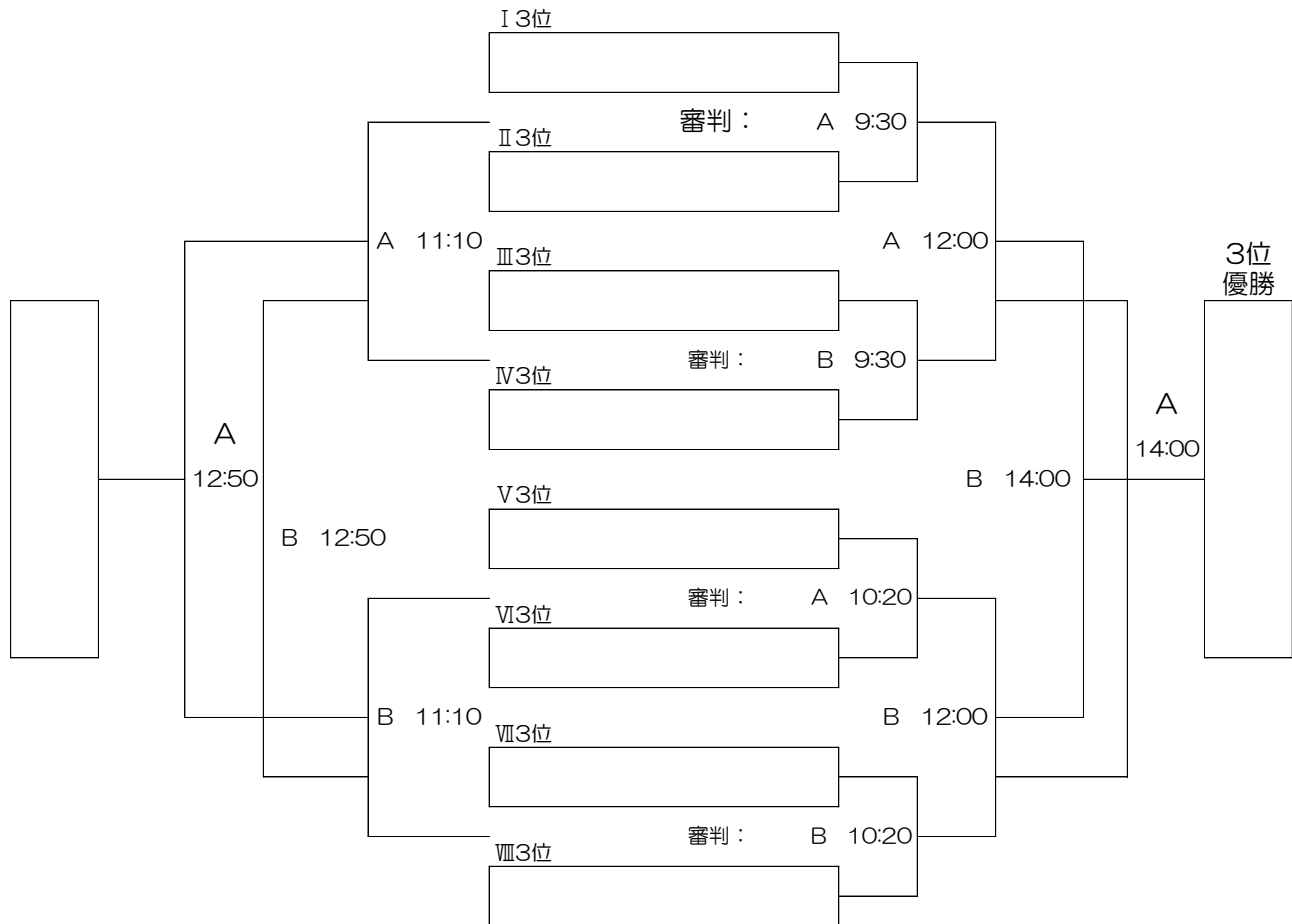 Ⅰ3位
審判： A 9:30
Ⅱ3位
A 11:10
A 12:00
Ⅲ3位
3位
優勝
審判： B 9:30
Ⅳ3位
A
12:50
A
14:00
B 14:00
Ⅴ3位
B 12:50
審判： A 10:20
Ⅵ3位
B 11:10
B 12:00
Ⅶ3位
審判： B 10:20
Ⅷ3位